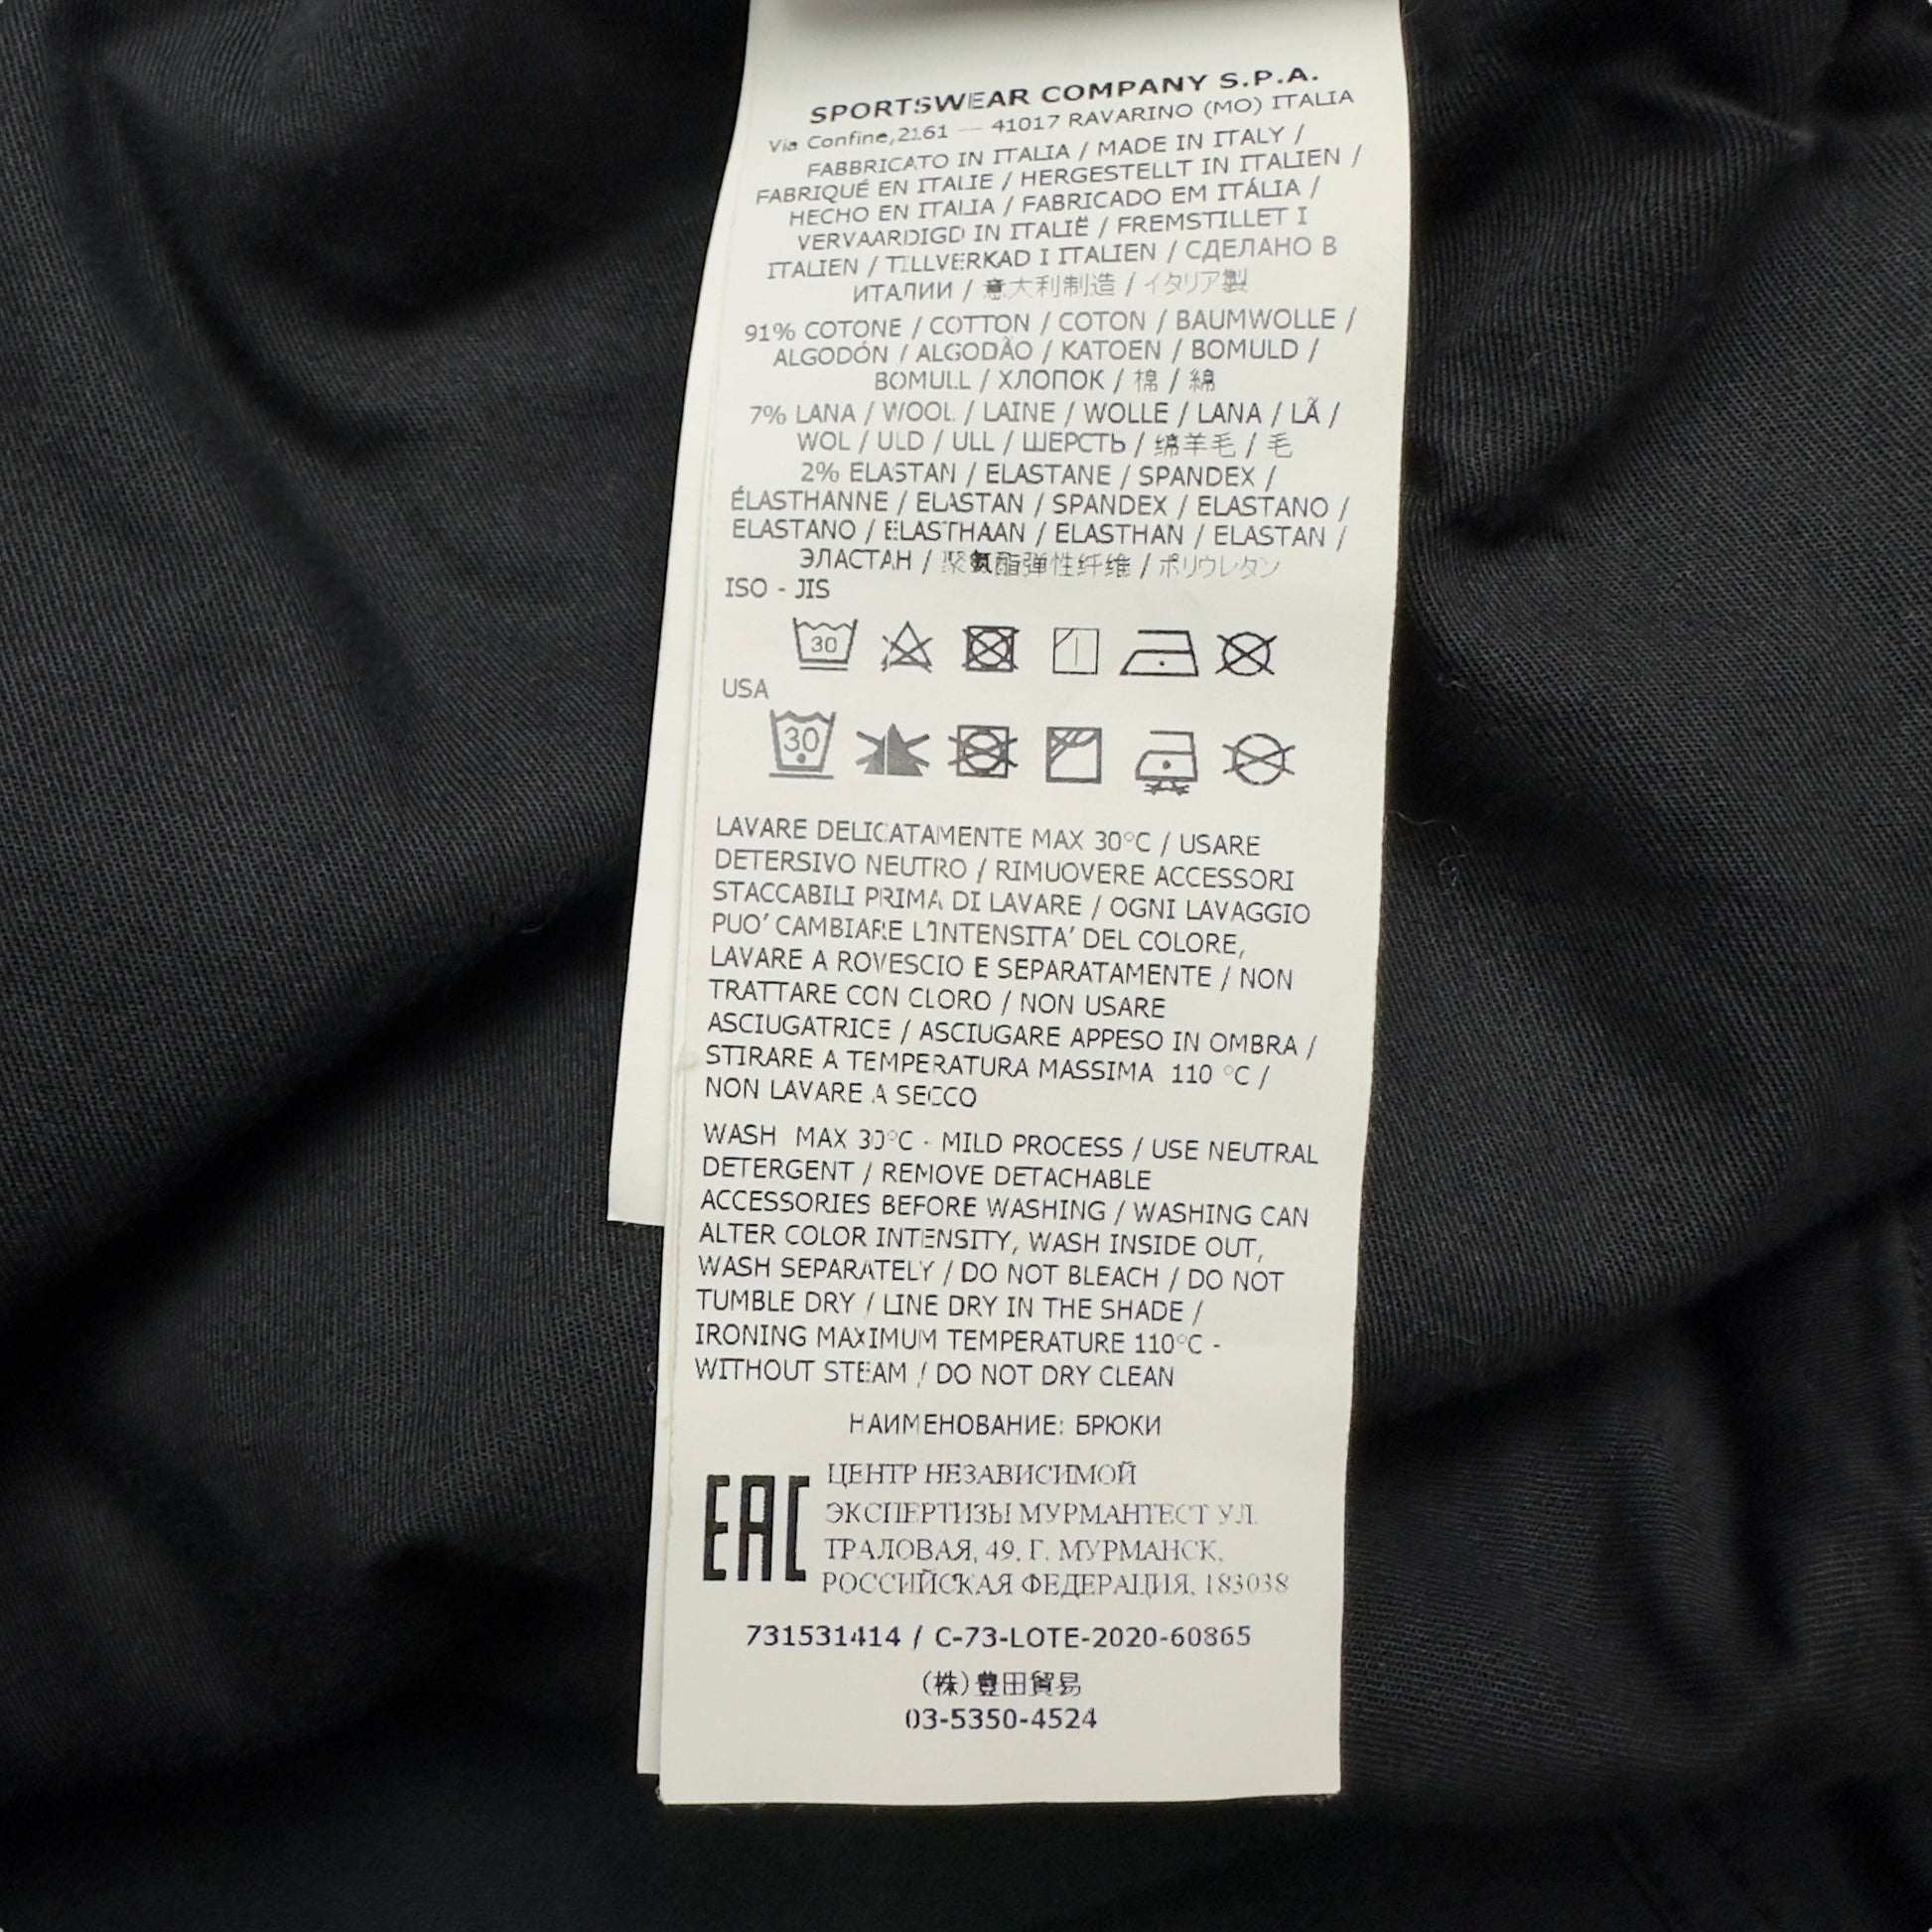 SPORTSWEAR COMPANY S.P.A.
Via Confine,2161 — 41017 RAVARINO (MO) ITALIA
FABBRICATO IN ITALIA / MADE IN ITALY /
FABRIQUÉ EN ITALIE / HERGESTELLT IN ITALIEN /
HECHO EN ITALIA / FABRICADO EM ITÁLIA /
VERVAARDIGD IN ITALIË / FREMSTILLET I
ITALIEN / TILLVERKAD I ITALIEN / СДЕЛАНО В
ИТАЛИИ / 意大利制造 / イタリア製
91% COTONE / COTTON / COTON / BAUMWOLLE /
ALGODÓN / ALGODÃO / KATOEN / BOMULD /
BOMULL / ХЛОПОК / 棉 / 綿
7% LANA / WOOL / LAINE / WOLLE / LANA / LÃ /
WOL / ULD / ULL / ШЕРСТЬ / 绵羊毛 / 毛
2% ELASTAN / ELASTANE / SPANDEX /
ÉLASTHANNE / ELASTAN / SPANDEX / ELASTANO /
ELASTANO / ELASTHAAN / ELASTHAN / ELASTAN /
ЭЛАСТАН / 聚氨酯弹性纤维 / ポリウレタン
ISO - JIS
30
USA
30
LAVARE DELICATAMENTE MAX 30°C / USARE
DETERSIVO NEUTRO / RIMUOVERE ACCESSORI
STACCABILI PRIMA DI LAVARE / OGNI LAVAGGIO
PUO' CAMBIARE L'INTENSITA' DEL COLORE,
LAVARE A ROVESCIO E SEPARATAMENTE / NON
TRATTARE CON CLORO / NON USARE
ASCIUGATRICE / ASCIUGARE APPESO IN OMBRA /
STIRARE A TEMPERATURA MASSIMA 110 °C /
NON LAVARE A SECCO
WASH MAX 30°C - MILD PROCESS / USE NEUTRAL
DETERGENT / REMOVE DETACHABLE
ACCESSORIES BEFORE WASHING / WASHING CAN
ALTER COLOR INTENSITY, WASH INSIDE OUT,
WASH SEPARATELY / DO NOT BLEACH / DO NOT
TUMBLE DRY / LINE DRY IN THE SHADE /
IRONING MAXIMUM TEMPERATURE 110°C -
WITHOUT STEAM / DO NOT DRY CLEAN
НАИМЕНОВАНИЕ: БРЮКИ
EAC
ЦЕНТР НЕЗАВИСИМОЙ
ЭКСПЕРТИЗЫ МУРМАНТЕСТ УЛ.
ТРАЛОВАЯ, 49, Г. МУРМАНСК,
РОССИЙСКАЯ ФЕДЕРАЦИЯ, 183038
731531414 / C-73-LOTE-2020-60865
(株)豊田貿易
03-5350-4524